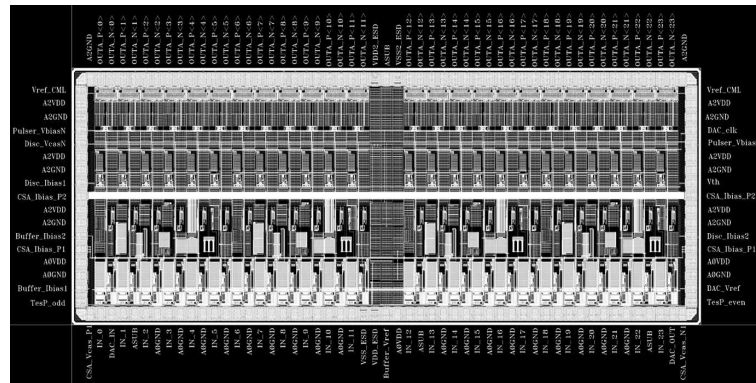 A2GND
OUTA_P<0>
OUTA_N<0>
OUTA_P<1>
OUTA_N<1>
OUTA_P<2>
OUTA_N<2>
OUTA_P<3>
OUTA_N<3>
OUTA_P<4>
OUTA_N<4>
OUTA_P<5>
OUTA_N<5>
OUTA_P<6>
OUTA_N<6>
OUTA_P<7>
OUTA_N<7>
OUTA_P<8>
OUTA_N<8>
OUTA_P<9>
OUTA_N<9>
OUTA_P<10>
OUTA_N<10>
OUTA_P<11>
OUTA_N<11>
VDD2_ESD
ASUB
VSS2_ESD
OUTA_P<12>
OUTA_N<12>
OUTA_P<13>
OUTA_N<13>
OUTA_P<14>
OUTA_N<14>
OUTA_P<15>
OUTA_N<15>
OUTA_P<16>
OUTA_N<16>
OUTA_P<17>
OUTA_N<17>
OUTA_P<18>
OUTA_N<18>
OUTA_P<19>
OUTA_N<19>
OUTA_P<20>
OUTA_N<20>
OUTA_P<21>
OUTA_N<21>
OUTA_P<22>
OUTA_N<22>
OUTA_P<23>
OUTA_N<23>
A2GND
Vref_CML
A2VDD
A2GND
Pulser_VbiasN
Disc_VcasN
A2VDD
A2GND
Disc_Ibias1
CSA_Ibias_P2
A2VDD
A2GND
Buffer_Ibias2
CSA_Ibias_P1
A0VDD
A0GND
Buffer_Ibias1
TesP_odd
Vref_CML
A2VDD
A2GND
DAC_clk
Pulser_Vbias
A2VDD
A2GND
Vth
CSA_Ibias_P2
A2VDD
A2GND
Disc_Ibias2
CSA_Ibias_P1
A0VDD
A0GND
DAC_Vref
TesP_even
CSA_Vcas_P1
IN_0
DAC_IN
IN_1
ASUB
IN_2
A0GND
IN_3
A0GND
IN_4
A0GND
IN_5
A0GND
IN_6
A0GND
IN_7
A0GND
IN_8
A0GND
IN_9
A0GND
IN_10
A0GND
IN_11
VSS_ESD
VDD_ESD
Buffer_Vref
A0VDD
IN_12
ASUB
IN_13
A0GND
IN_14
A0GND
IN_15
A0GND
IN_16
A0GND
IN_17
A0GND
IN_18
A0GND
IN_19
A0GND
IN_20
A0GND
IN_21
A0GND
IN_22
ASUB
IN_23
DAC_OUT
CSA_Vcas_N1